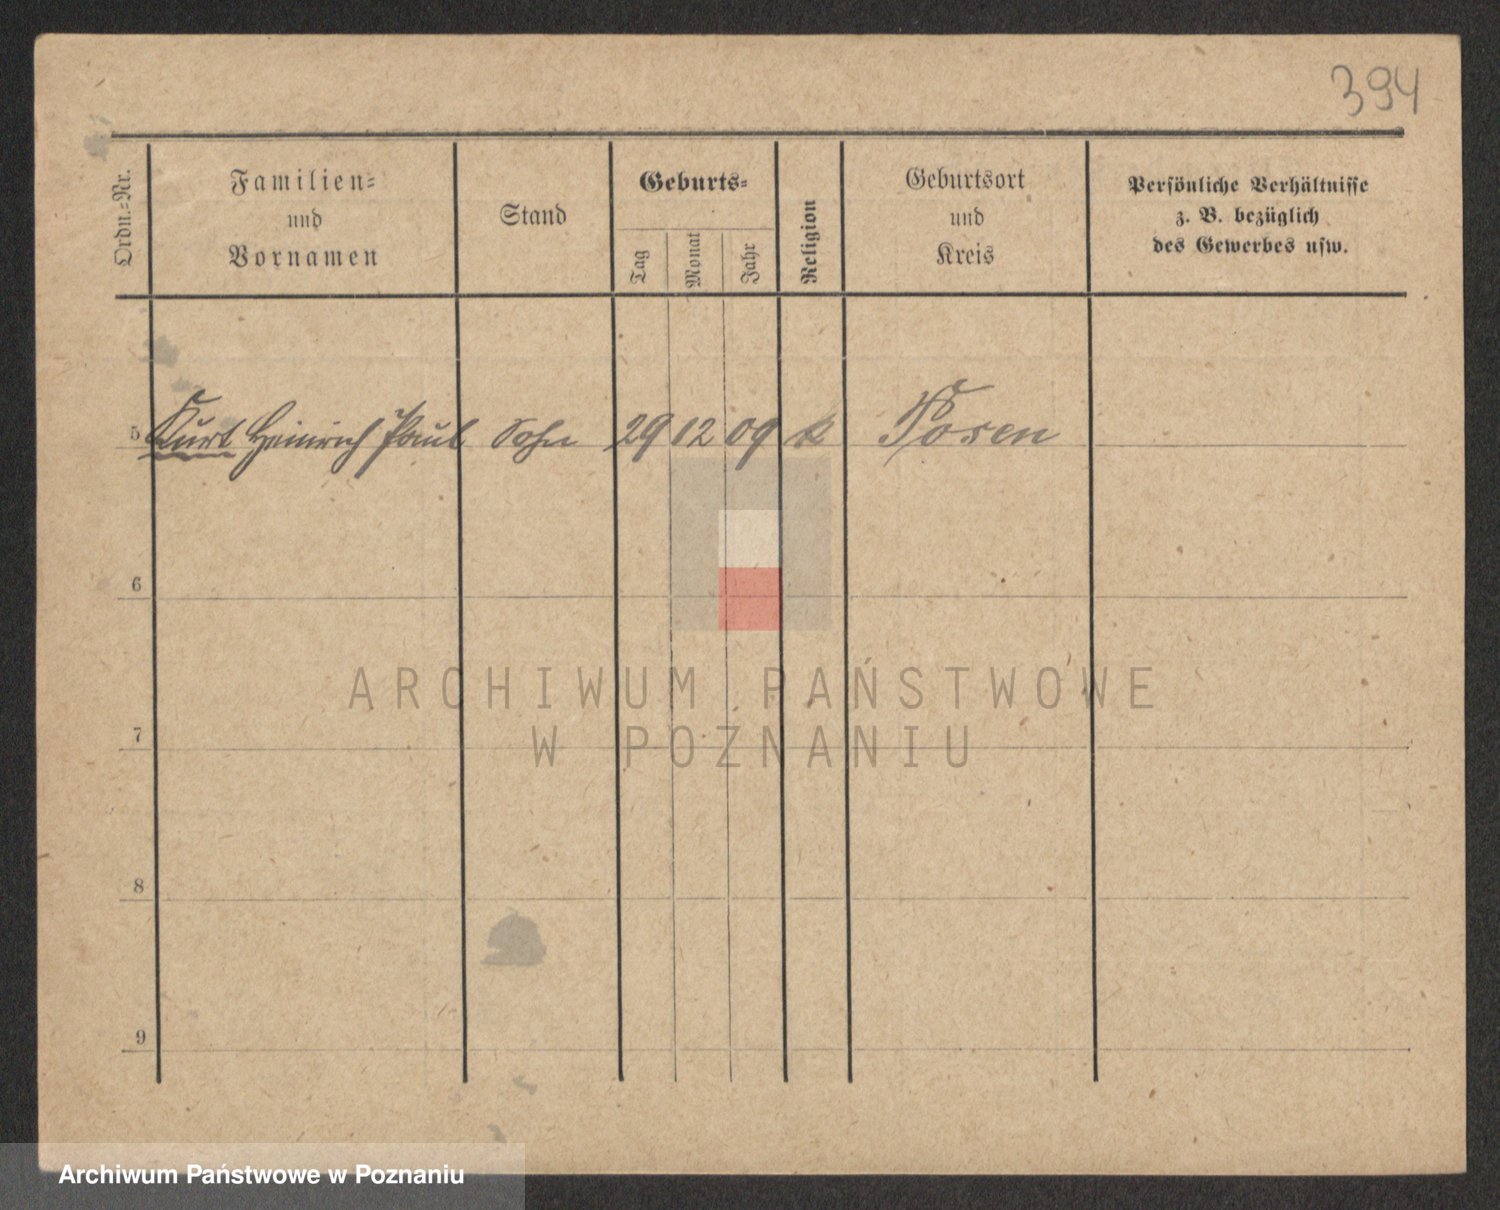 394
Ordn.=Nr.
Familien=
und
Vornamen
Stand
Geburts=
Tag
Monat
Jahr
Religion
Geburtsort
und
Kreis
Persönliche Verhältnisse
z. B. bezüglich
des Gewerbes usw.
5 Kurt Heinrich Paul Sohn 29 12 09 k Posen
6
7
8
9
ARCHIWUM PAŃSTWOWE
W POZNANIU
Archiwum Państwowe w Poznaniu